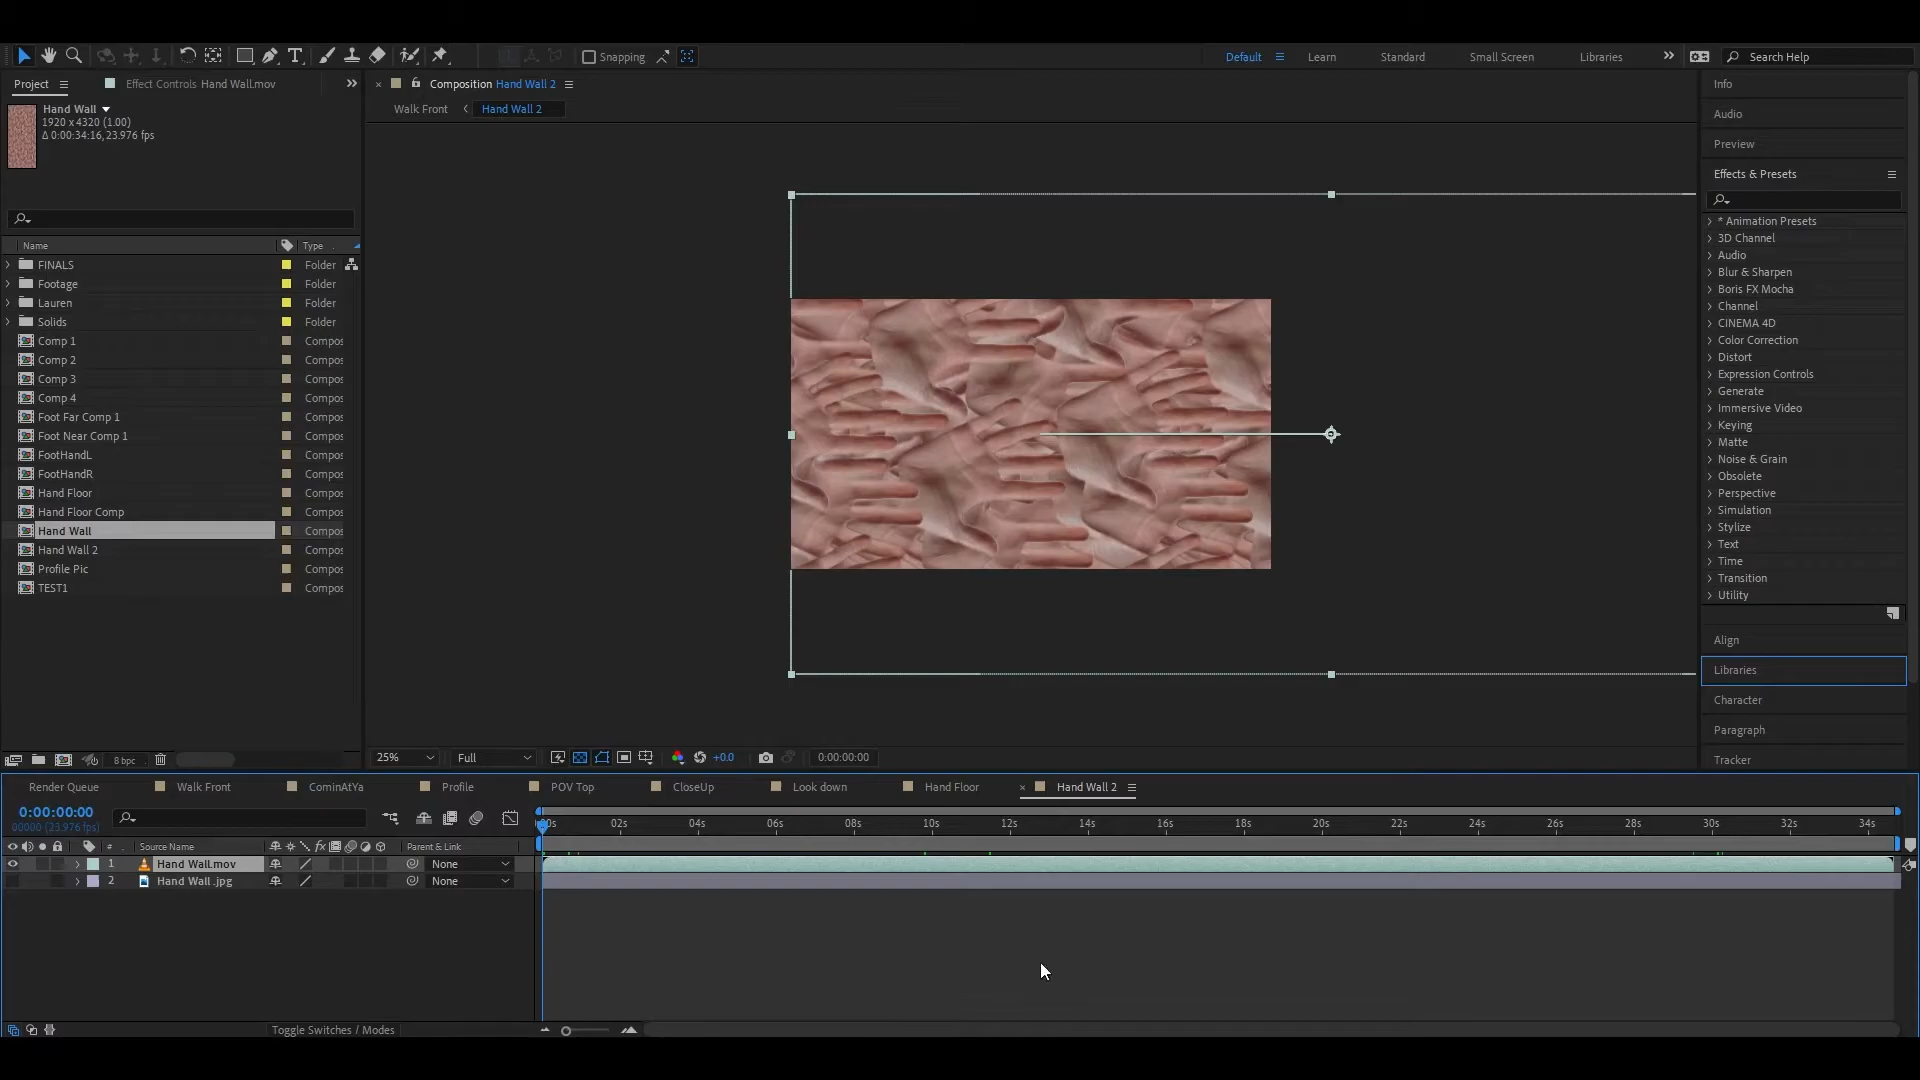 Snapping
Default
Learn
Standard
Small Screen
Libraries
Search Help
Project
Effect Controls Hand Wall.mov
Hand Wall
1920 x 4320 (1.00)
Δ 0:00:34:16, 23.976 fps
Name
Type
FINALS Folder
Footage Folder
Lauren Folder
Solids Folder
Comp 1 Compos
Comp 2 Compos
Comp 3 Compos
Comp 4 Compos
Foot Far Comp 1 Compos
Foot Near Comp 1 Compos
FootHandL Compos
FootHandR Compos
Hand Floor Compos
Hand Floor Comp Compos
Hand Wall Compos
Hand Wall 2 Compos
Profile Pic Compos
TEST1 Compos
8 bpc
Composition Hand Wall 2
Walk Front
Hand Wall 2
25%
Full
+0.0
0:00:00:00
Info
Audio
Preview
Effects & Presets
* Animation Presets
3D Channel
Audio
Blur & Sharpen
Boris FX Mocha
Channel
CINEMA 4D
Color Correction
Distort
Expression Controls
Generate
Immersive Video
Keying
Matte
Noise & Grain
Obsolete
Perspective
Simulation
Stylize
Text
Time
Transition
Utility
Align
Libraries
Character
Paragraph
Tracker
Render Queue
Walk Front
CominAtYa
Profile
POV Top
CloseUp
Look down
Hand Floor
Hand Wall 2
0:00:00:00
00000 (23.976 fps)
:00s 02s 04s 06s 08s 10s 12s 14s 16s 18s 20s 22s 24s 26s 28s 30s 32s 34s
# Source Name fx Parent & Link
1 Hand Wall.mov None
2 Hand Wall .jpg None
Toggle Switches / Modes